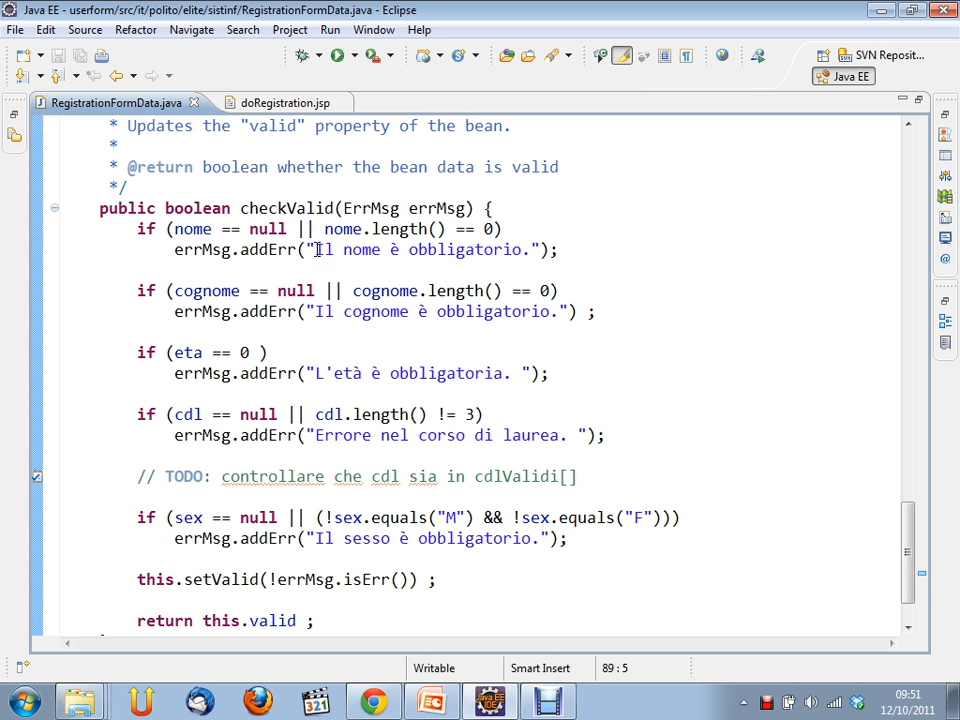 Java EE - userform/src/it/polito/elite/sistinf/RegistrationFormData.java - Eclipse
File Edit Source Refactor Navigate Search Project Run Window Help
SVN Reposit...
Java EE
RegistrationFormData.java doRegistration.jsp
* Updates the "valid" property of the bean.
*
* @return boolean whether the bean data is valid
*/
public boolean checkValid(ErrMsg errMsg) {
if (nome == null || nome.length() == 0)
errMsg.addErr("Il nome è obbligatorio.");
if (cognome == null || cognome.length() == 0)
errMsg.addErr("Il cognome è obbligatorio.") ;
if (eta == 0 )
errMsg.addErr("L'età è obbligatoria. ");
if (cdl == null || cdl.length() != 3)
errMsg.addErr("Errore nel corso di laurea. ");
// TODO: controllare che cdl sia in cdlValidi[]
if (sex == null || (!sex.equals("M") && !sex.equals("F")))
errMsg.addErr("Il sesso è obbligatorio.");
this.setValid(!errMsg.isErr()) ;
return this.valid ;
Writable Smart Insert 89 : 5
321
Java EE IDE
09:51
12/10/2011